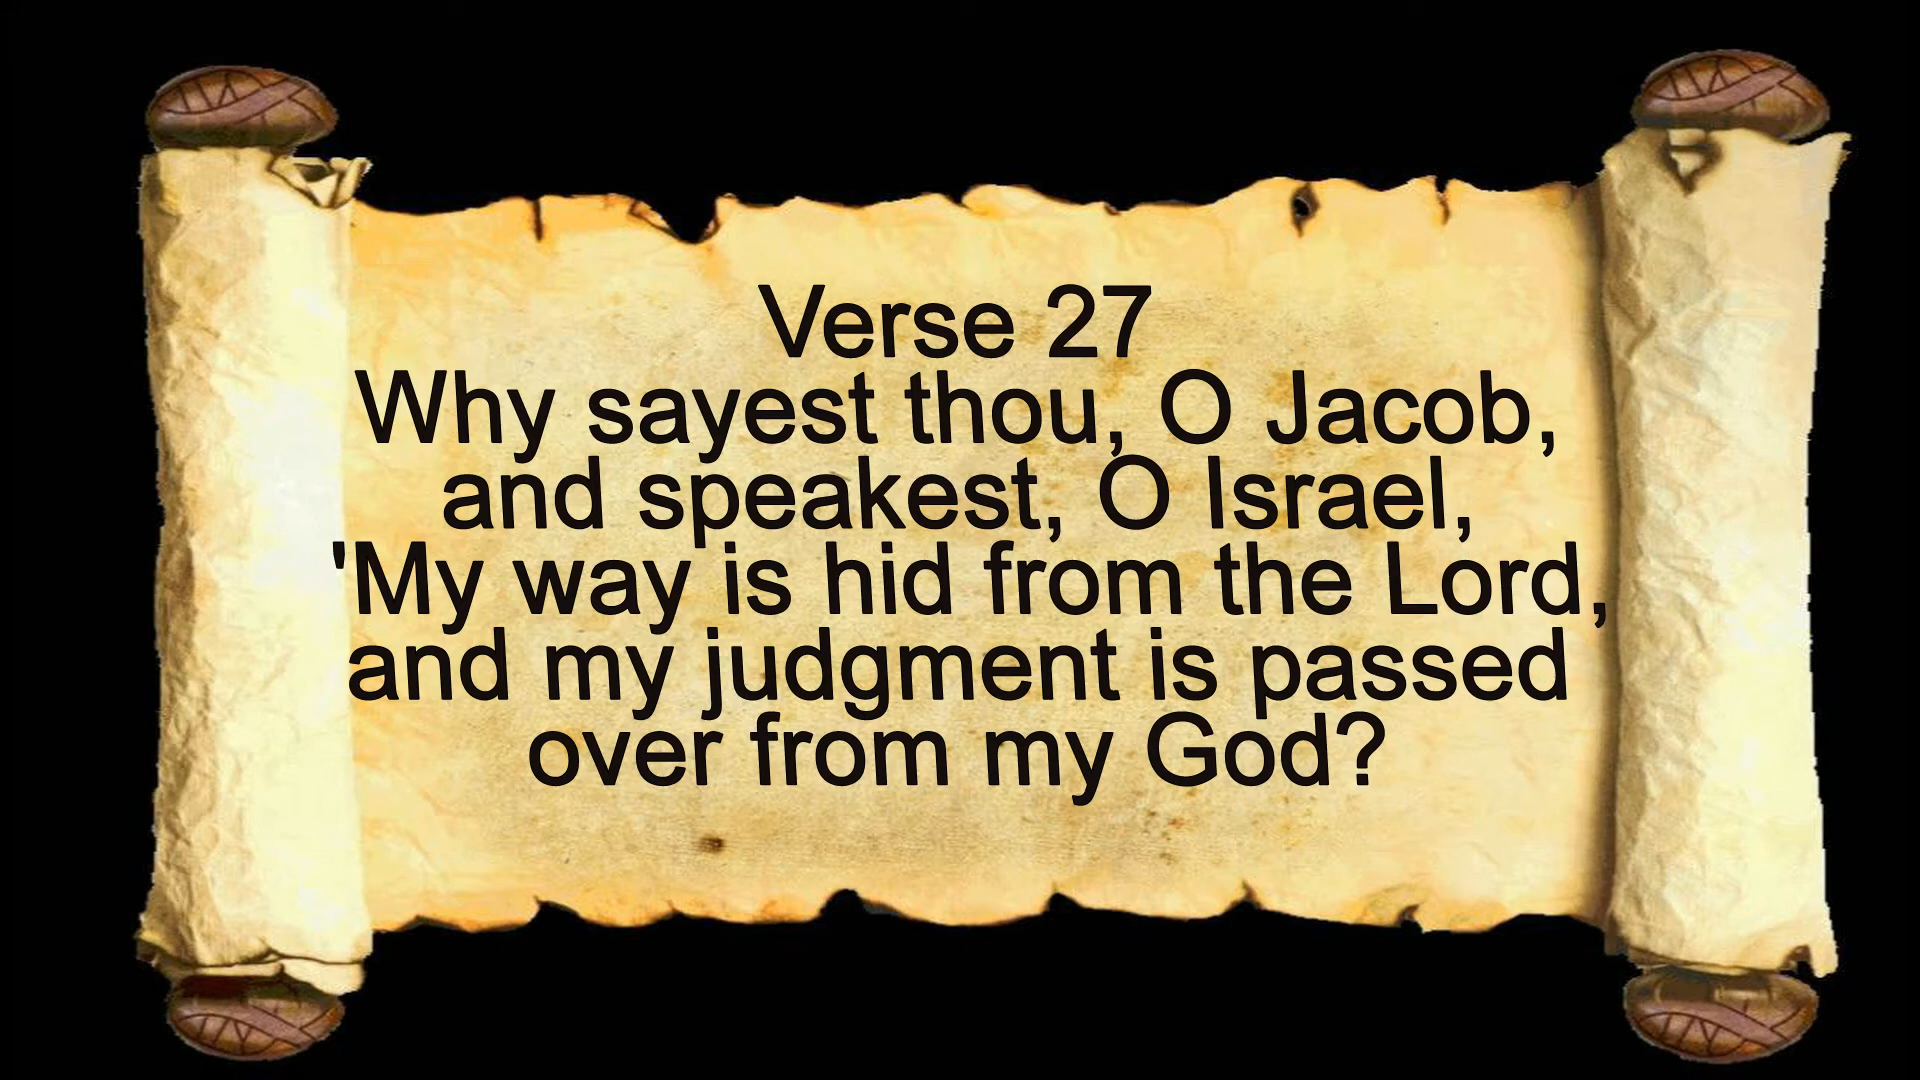 Verse 27
Why sayest thou, O Jacob,
and speakest, O Israel,
'My way is hid from the Lord,
and my judgment is passed
over from my God?